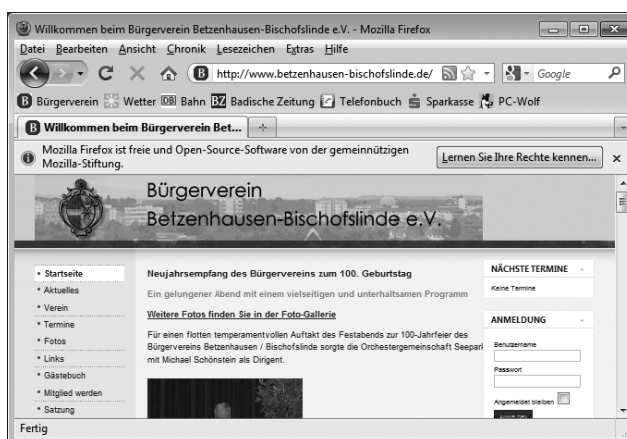 Willkommen beim Bürgerverein Betzenhausen-Bischofslinde e.V. - Mozilla Firefox
Datei Bearbeiten Ansicht Chronik Lesezeichen Extras Hilfe
http://www.betzenhausen-bischofslinde.de/ Google
Bürgerverein Wetter DB Bahn BZ Badische Zeitung Telefonbuch Sparkasse PC-Wolf
B Willkommen beim Bürgerverein Bet...
Mozilla Firefox ist freie und Open-Source-Software von der gemeinnützigen
Mozilla-Stiftung.
Lernen Sie Ihre Rechte kennen...
Bürgerverein
Betzenhausen-Bischofslinde e.V.
Startseite
Aktuelles
Verein
Termine
Fotos
Links
Gästebuch
Mitglied werden
Satzung
Neujahrsempfang des Bürgervereins zum 100. Geburtstag
Ein gelungener Abend mit einem vielseitigen und unterhaltsamen Programm
Weitere Fotos finden Sie in der Foto-Gallerie
Für einen flotten temperamentvollen Auftakt des Festabends zur 100-Jahrfeier des
Bürgervereins Betzenhausen / Bischofslinde sorgte die Orchestergemeinschaft Seepark
mit Michael Schönstein als Dirigent.
NÄCHSTE TERMINE -
Keine Termine
ANMELDUNG -
Benutzername
Passwort
Angemeldet bleiben
Fertig